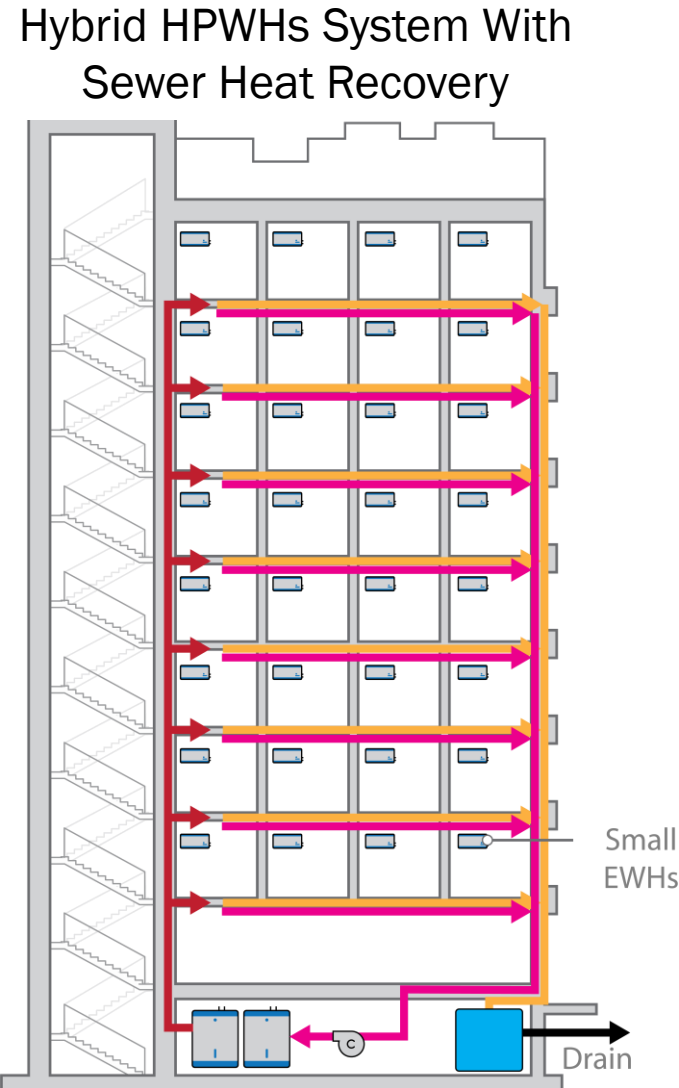 Hybrid HPWHs System With
Sewer Heat Recovery
Small
EWHs
C
Drain